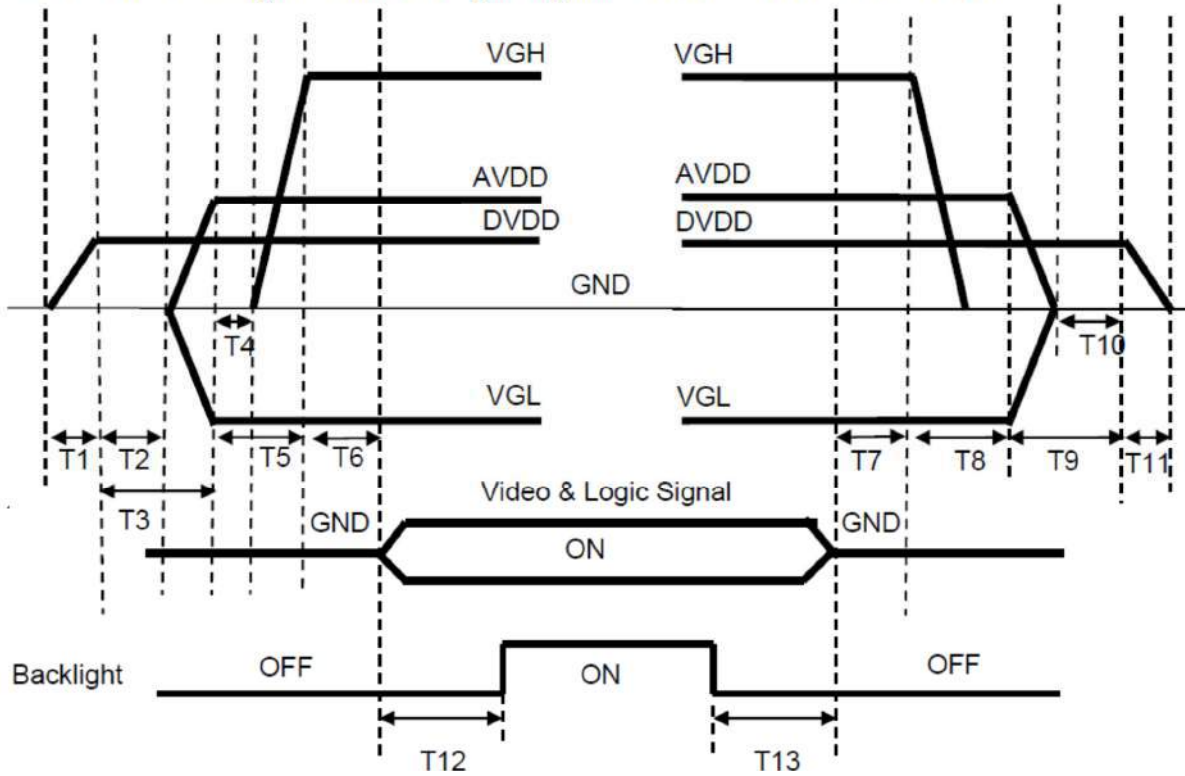 VGH VGH
AVDD AVDD
DVDD DVDD
GND
T4 T10
VGL VGL
T1 T2 T5 T6 T7 T8 T9 T11
T3
Video & Logic Signal
GND GND
ON
Backlight OFF ON OFF
T12 T13